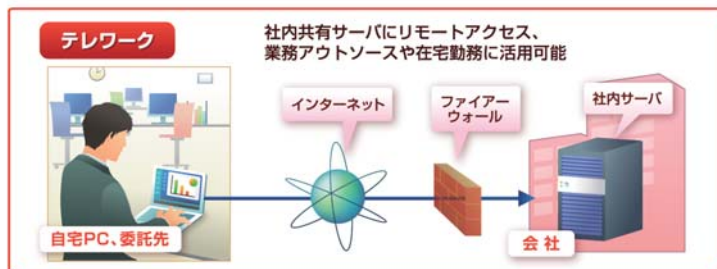 テレワーク
社内共有サーバにリモートアクセス、
業務アウトソースや在宅勤務に活用可能
インターネット
ファイアー
ウォール
社内サーバ
自宅PC、委託先
会社